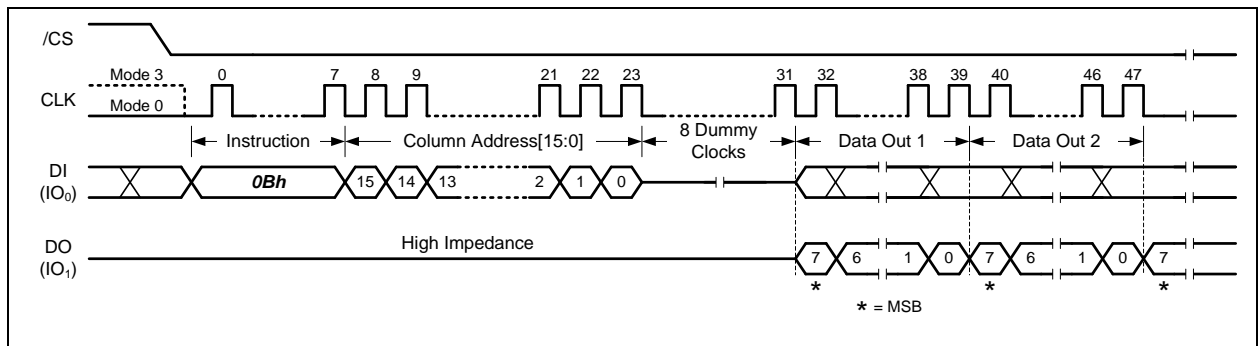 /CS
Mode 3
Mode 0
CLK
0 7 8 9 21 22 23 31 32 38 39 40 46 47
Instruction
Column Address[15:0]
8 Dummy
Clocks
Data Out 1
Data Out 2
DI
(IO₀)
0Bh 15 14 13 2 1 0
High Impedance
DO
(IO₁)
7 6 1 0 7 6 1 0 7
* * *
* = MSB